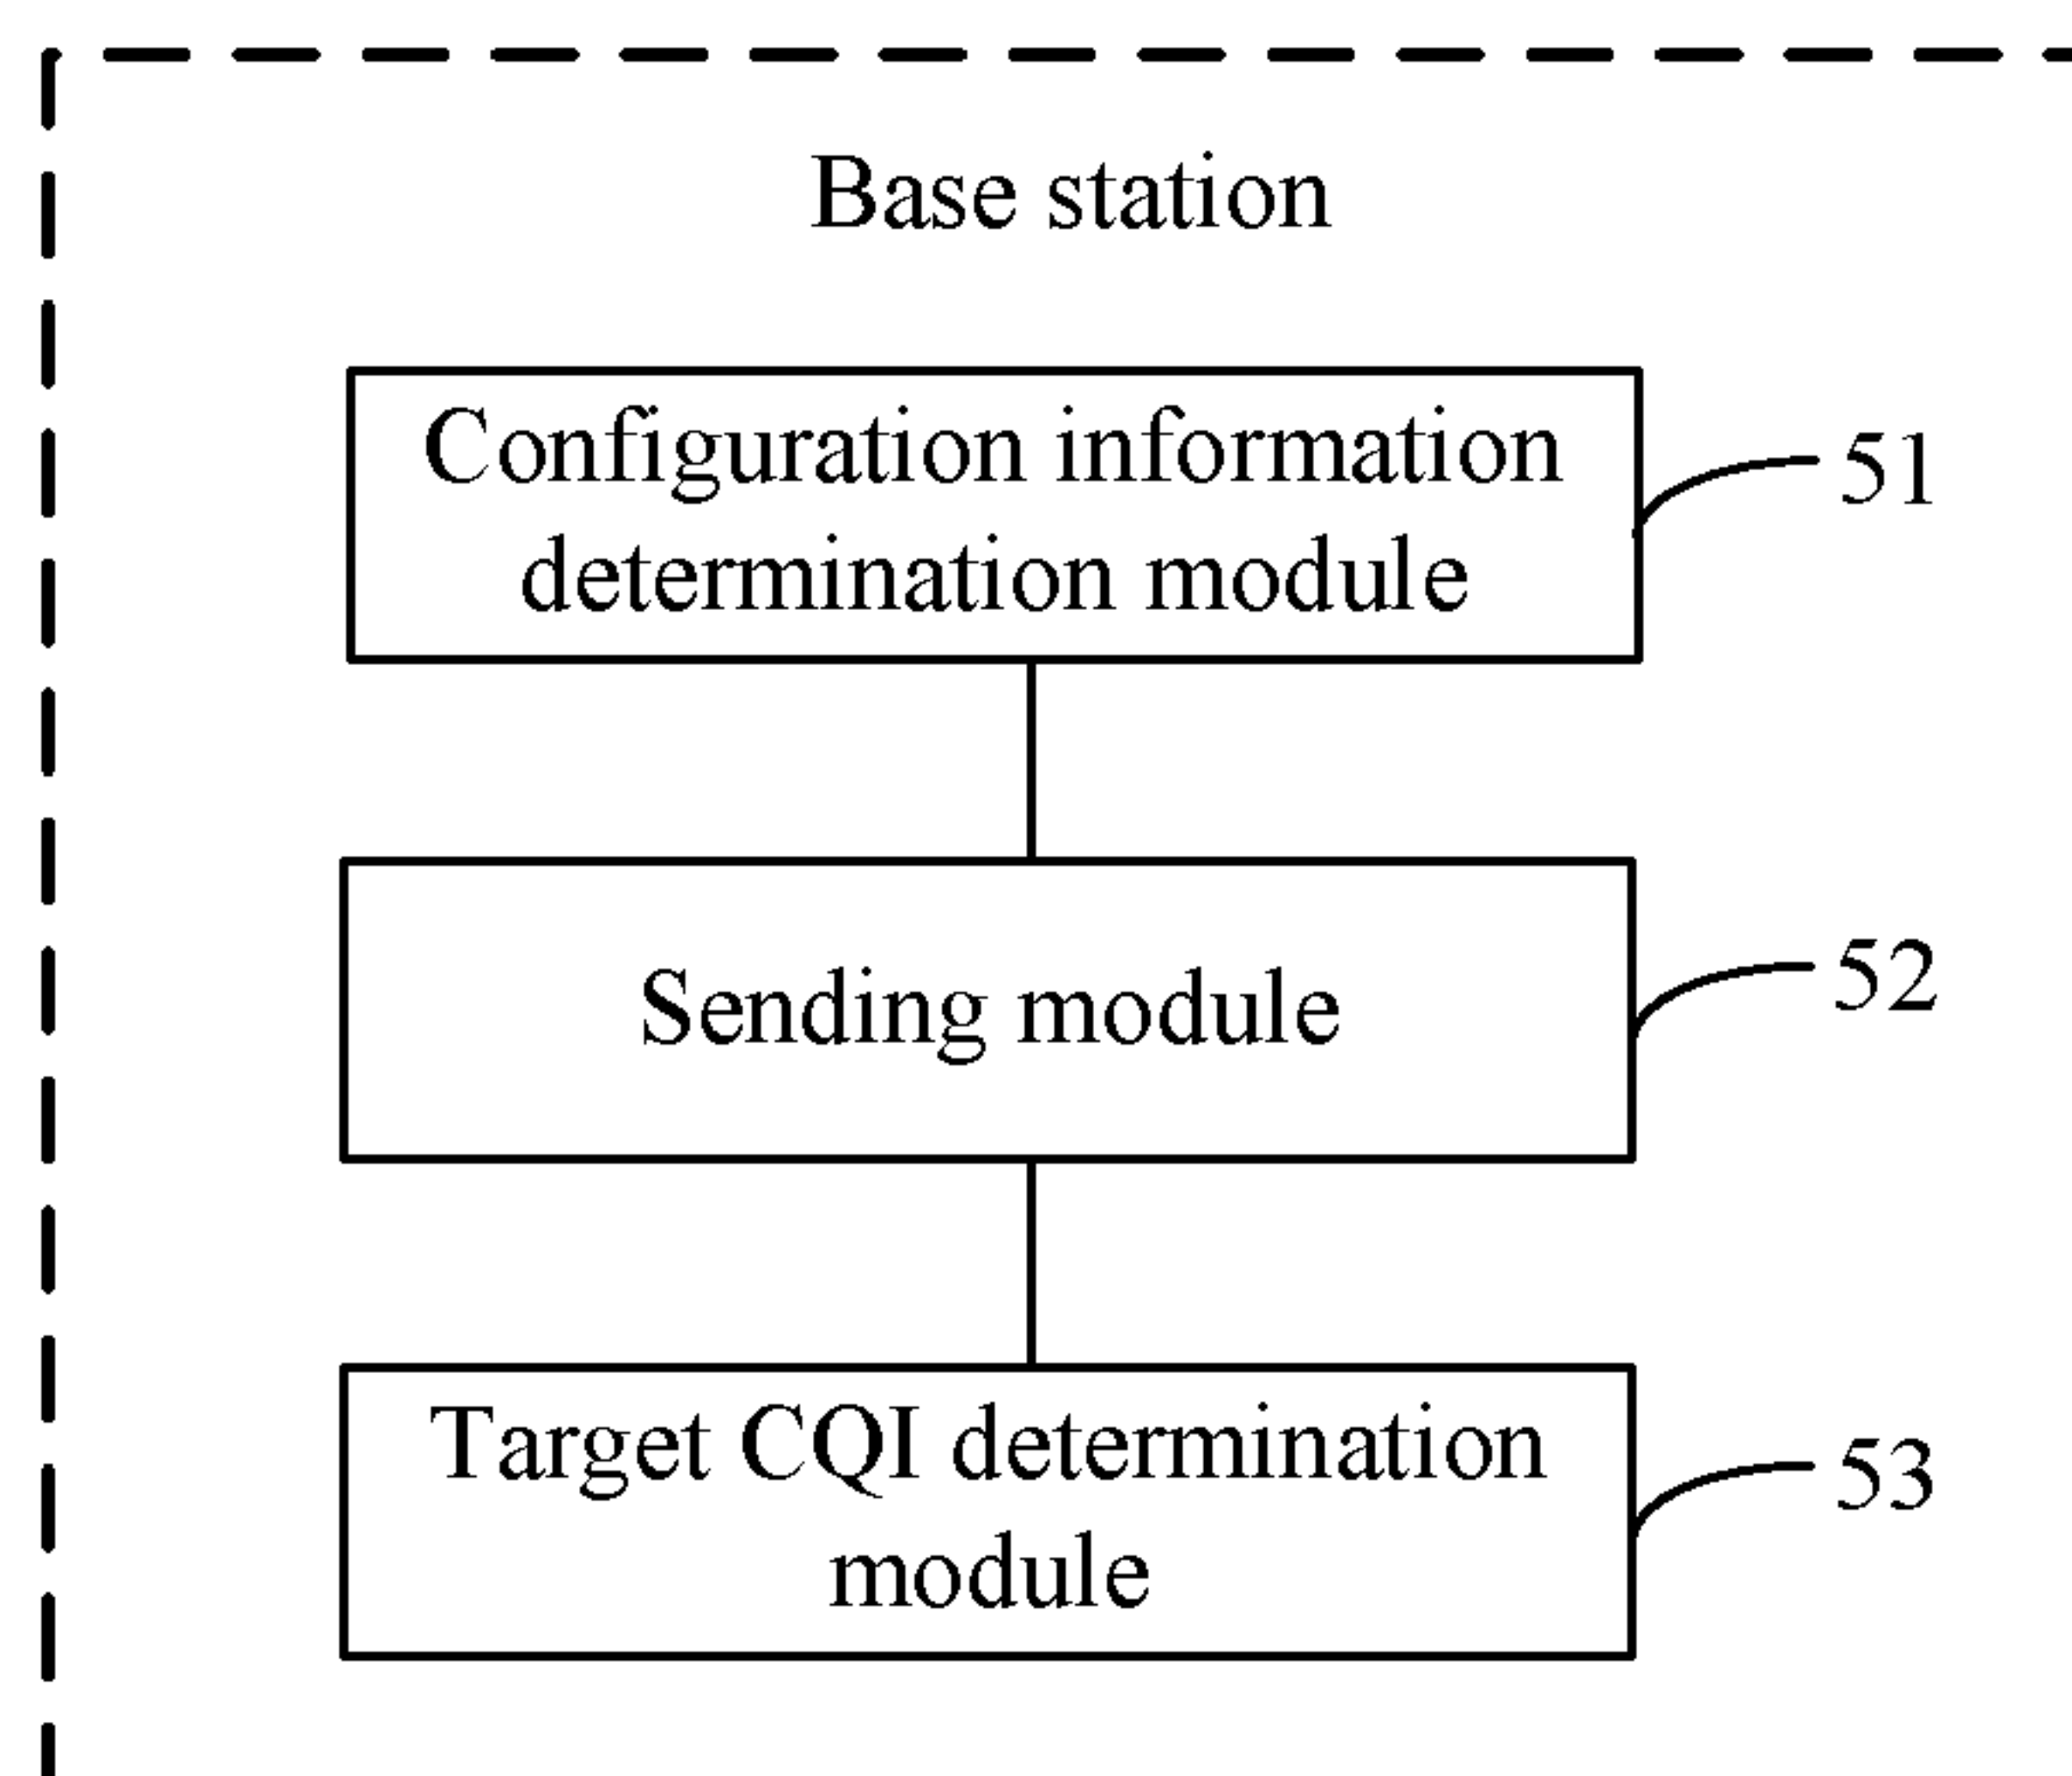 Base station
Configuration information
determination module
51
Sending module
52
Target CQI determination
module
53